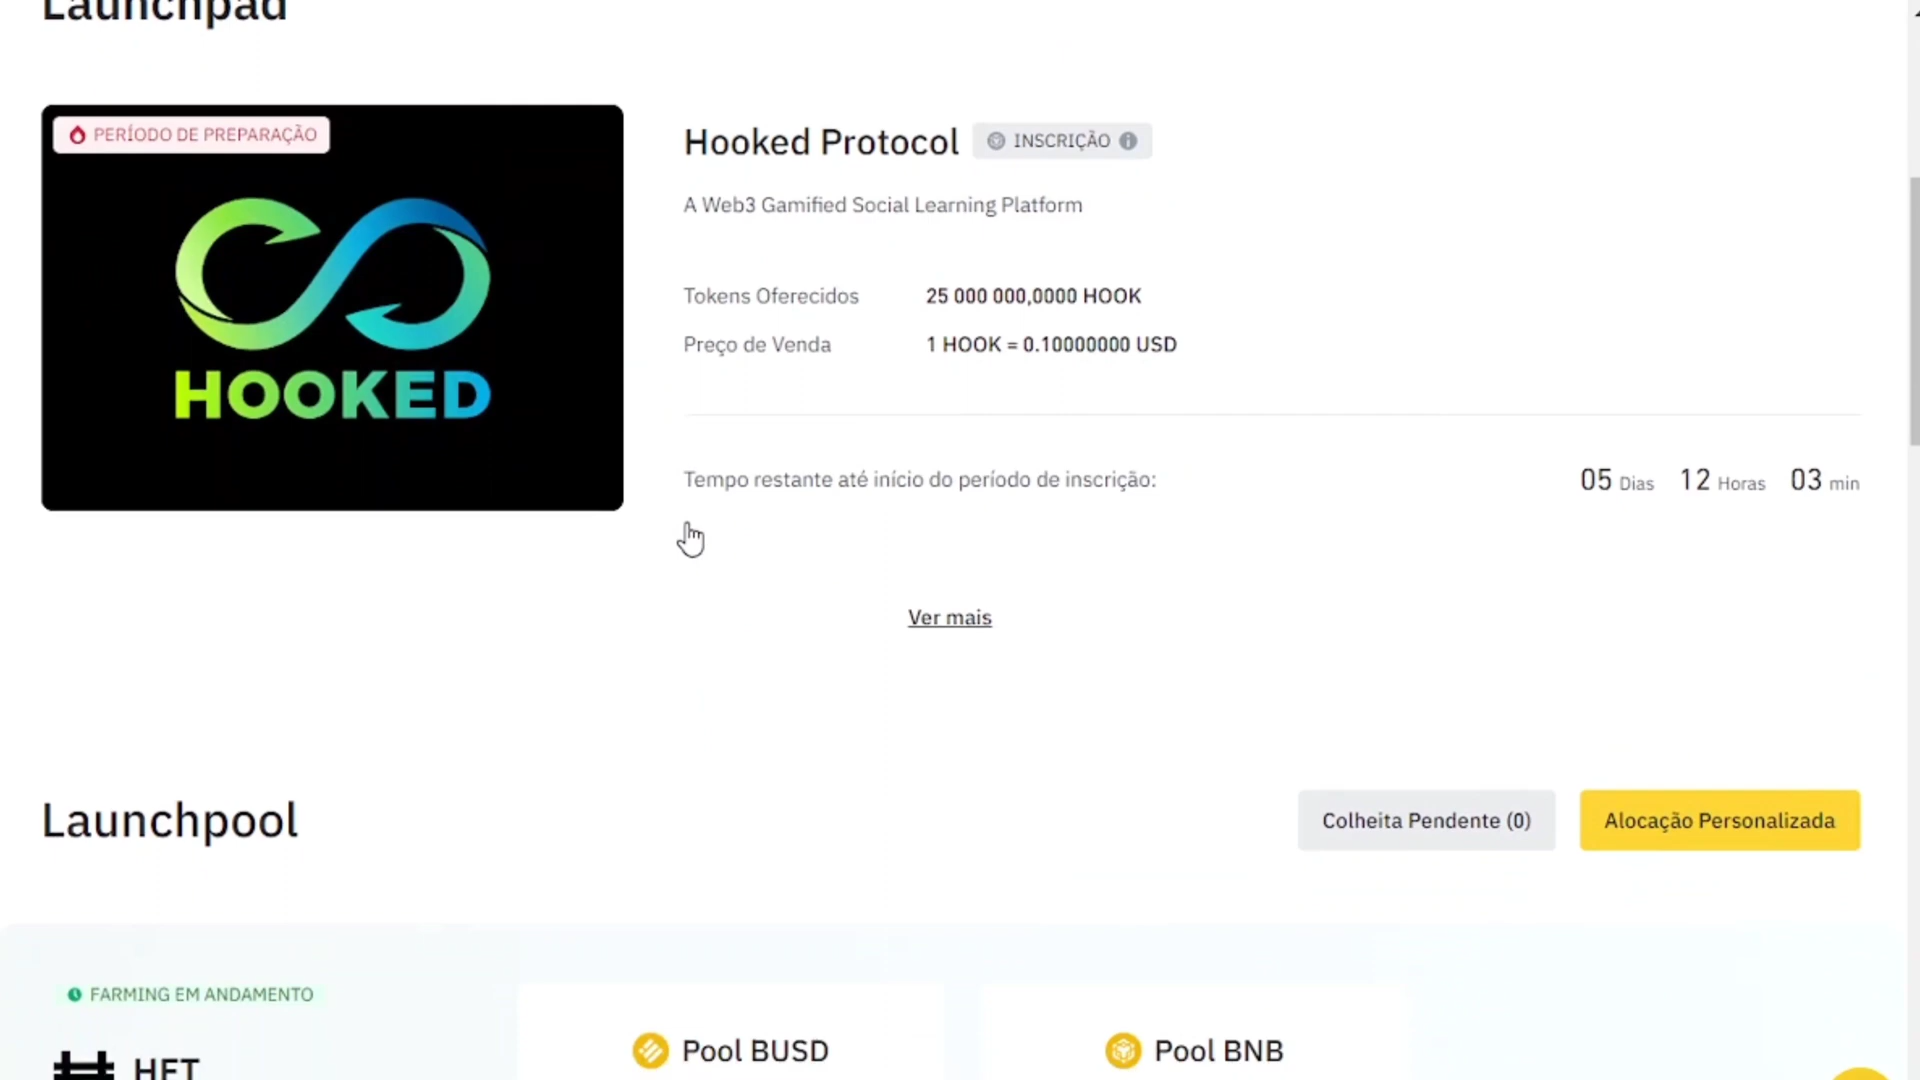 Launchpad
PERÍODO DE PREPARAÇÃO
HOOKED
Hooked Protocol INSCRIÇÃO
A Web3 Gamified Social Learning Platform
Tokens Oferecidos 25 000 000,0000 HOOK
Preço de Venda 1 HOOK = 0.10000000 USD
Tempo restante até início do período de inscrição: 05 Dias 12 Horas 03 min
Ver mais
Launchpool
Colheita Pendente (0) Alocação Personalizada
FARMING EM ANDAMENTO
HFT
Pool BUSD
Pool BNB